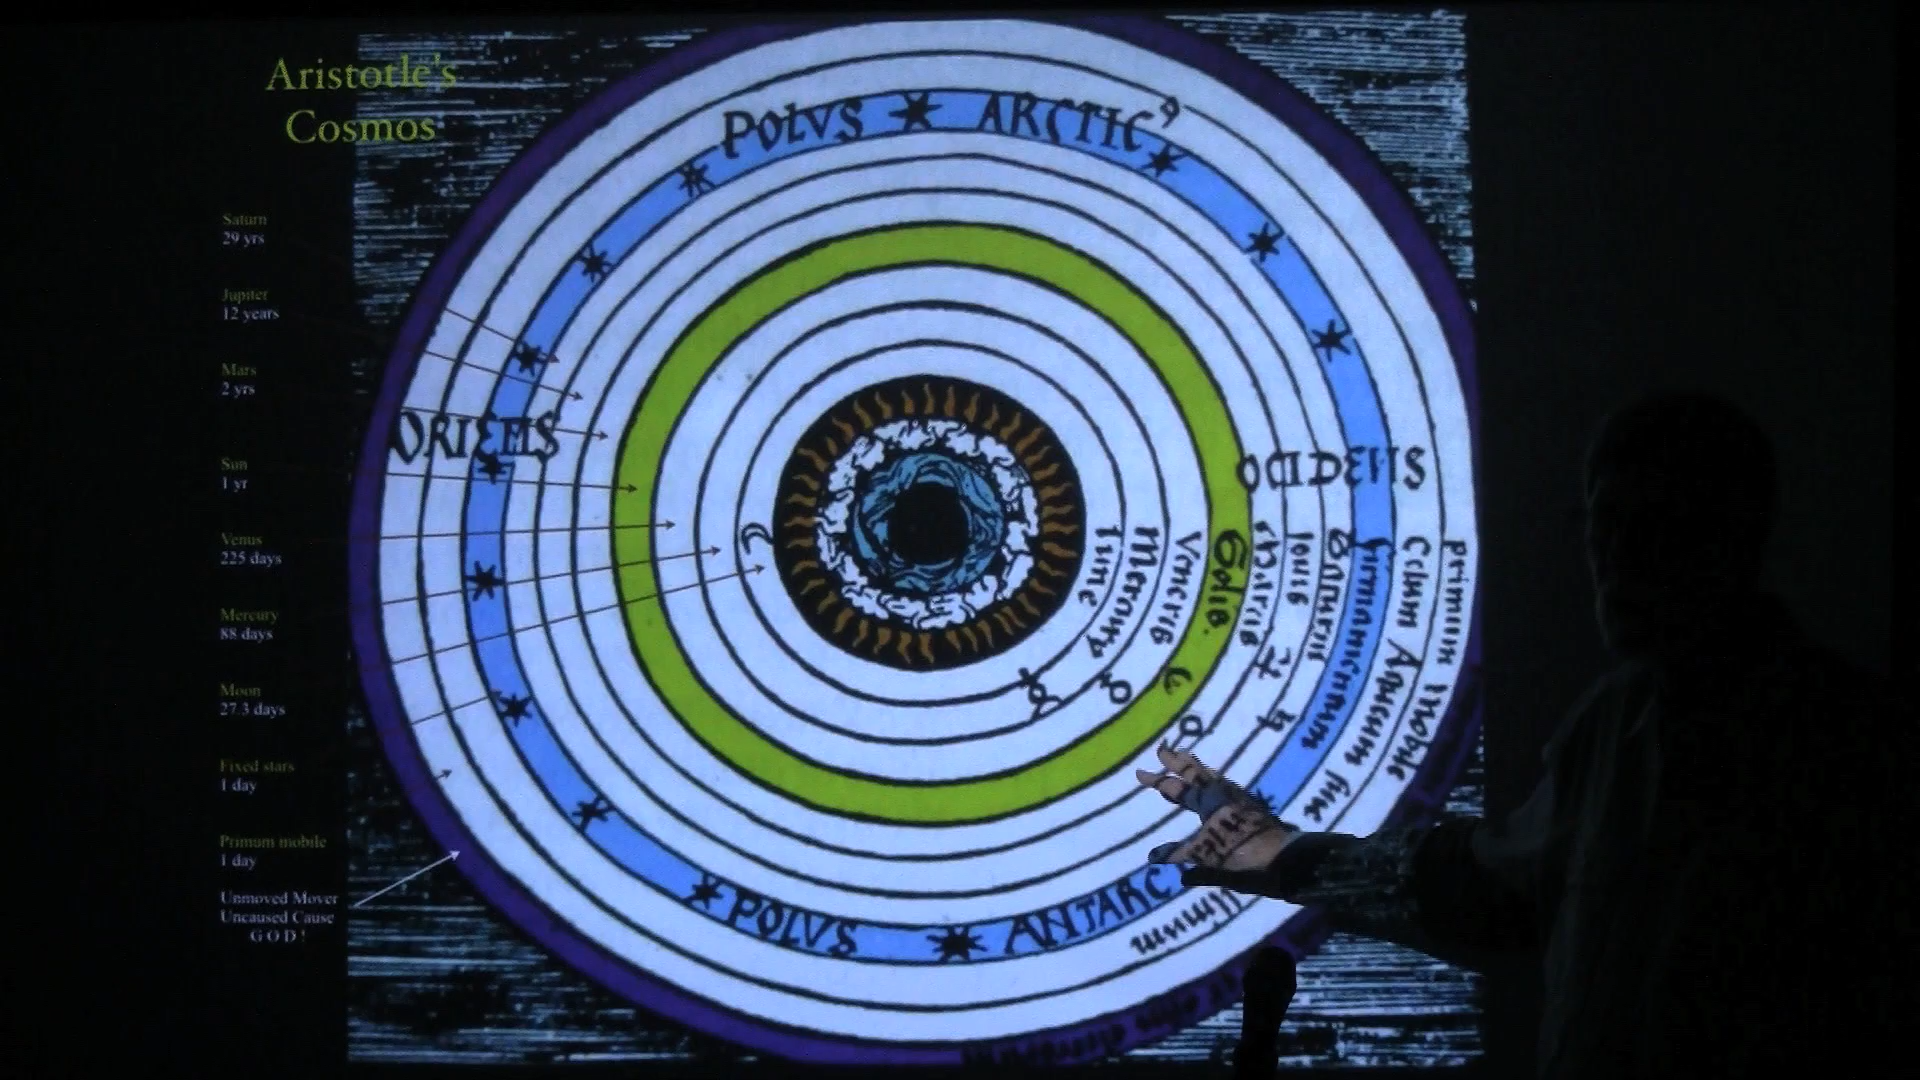 Aristotle's
Cosmos
Saturn
29 yrs
Jupiter
12 years
Mars
2 yrs
Sun
1 yr
Venus
225 days
Mercury
88 days
Moon
27.3 days
Fixed stars
1 day
Primum mobile
1 day
Unmoved Mover
Uncaused Cause
G O D !
POLVS ARCTIC
ORIENS
OCCIDENS
Lune
Mercurÿ
Veneris
Solis.
Martis
Iouis
Saturni
Firmamentum
Celum Aqueum siue
primum mobile
POLVS ANTARC